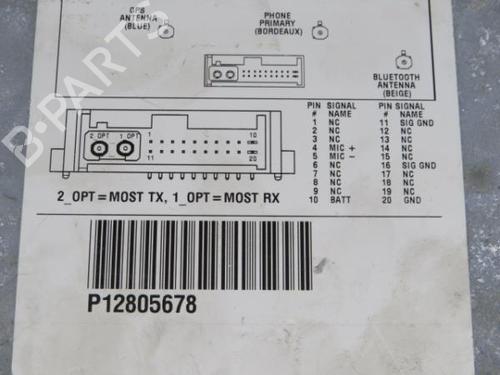 GPS
ANTENNA
(BLUE)
PHONE
PRIMARY
(BORDEAUX)
BLUETOOTH
ANTENNA
(BEIGE)
2 OPT 1 OPT
1 10
11 20
PIN SIGNAL PIN SIGNAL
# NAME # NAME
1 NC 11 SIG GND
2 NC 12 NC
3 NC 13 NC
4 MIC + 14 NC
5 MIC - 15 NC
6 NC 16 SIG GND
7 NC 17 NC
8 NC 18 NC
9 NC 19 NC
10 BATT 20 GND
2_OPT = MOST TX, 1_OPT = MOST RX
P12805678
B-PARTS